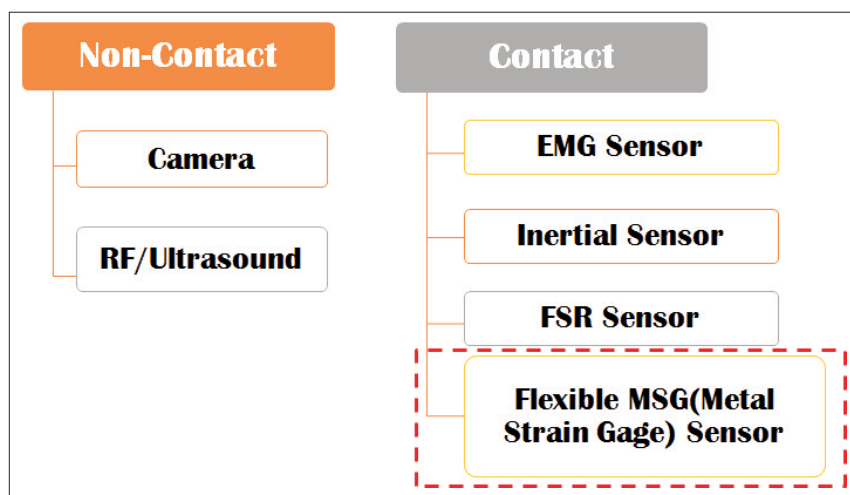 Non-Contact
Camera
RF/Ultrasound
Contact
EMG Sensor
Inertial Sensor
FSR Sensor
Flexible MSG(Metal
Strain Gage) Sensor